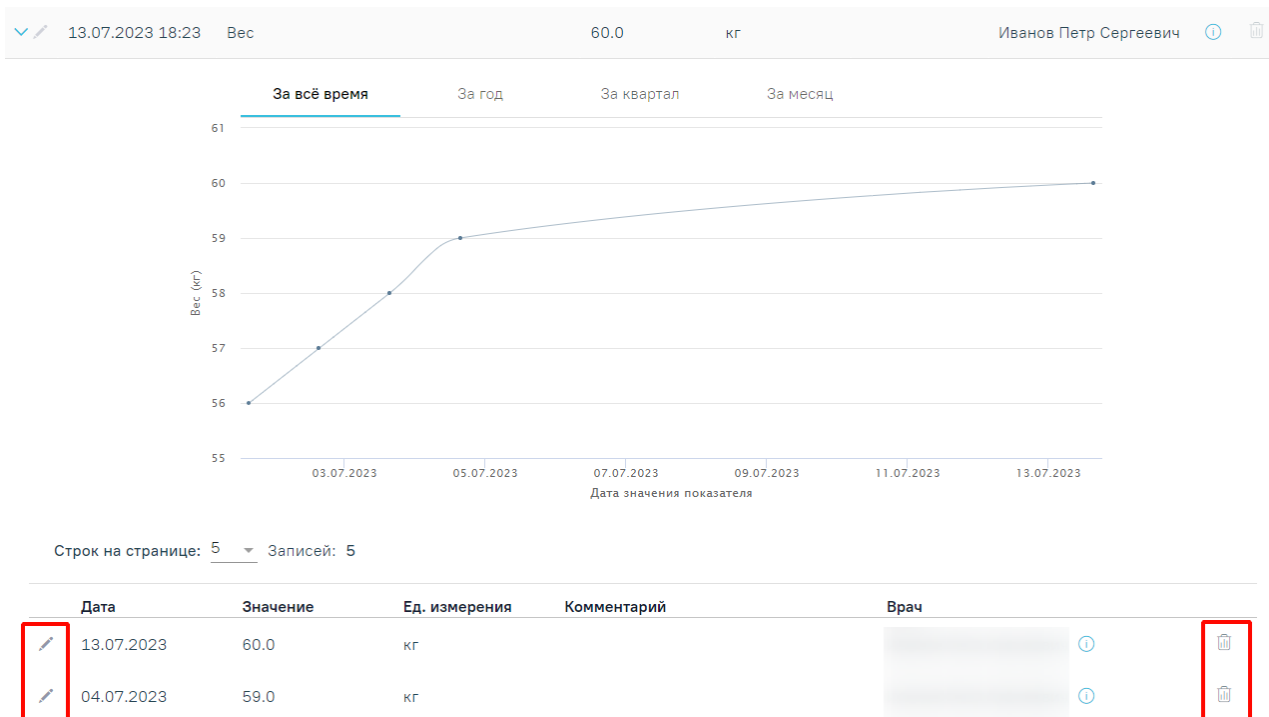 13.07.2023 18:23 Вес 60.0 кг Иванов Петр Сергеевич
За всё время За год За квартал За месяц
61
60
59
58
57
56
55
Вес (кг)
03.07.2023 05.07.2023 07.07.2023 09.07.2023 11.07.2023 13.07.2023
Дата значения показателя
Строк на странице: 5 Записей: 5
Дата Значение Ед. измерения Комментарий Врач
13.07.2023 60.0 кг
04.07.2023 59.0 кг